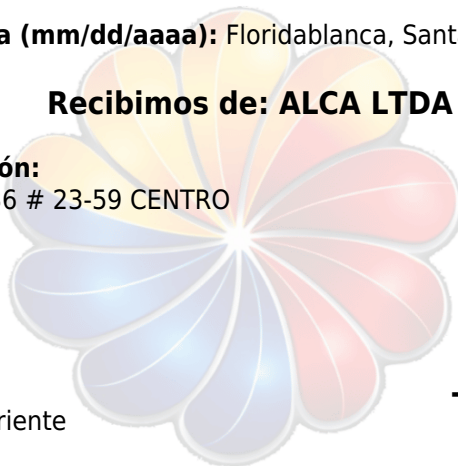 a (mm/dd/aaaa): Floridablanca, Sant
Recibimos de: ALCA LTDA
ón:
6 # 23-59 CENTRO
riente